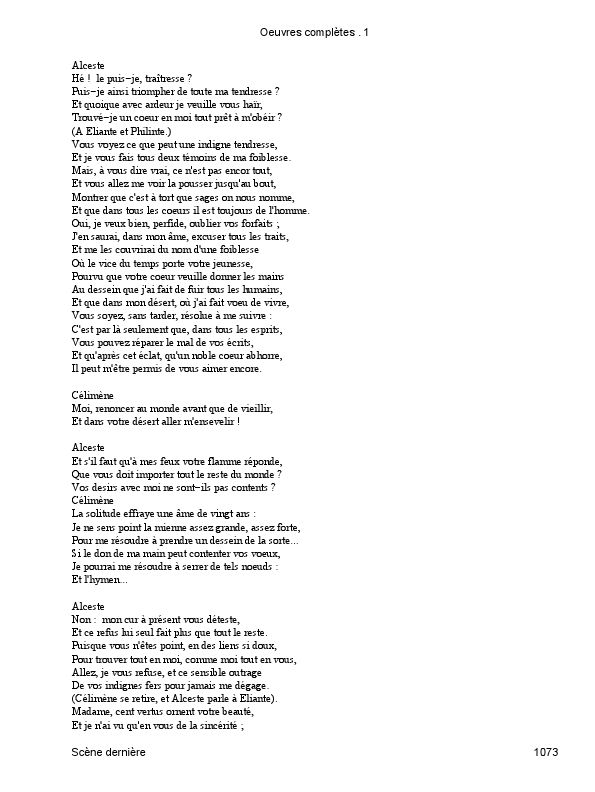 Oeuvres complètes . 1
Alceste
Hé !  le puis−je, traîtresse ?
Puis−je ainsi triompher de toute ma tendresse ?
Et quoique avec ardeur je veuille vous haïr,
Trouvé−je un coeur en moi tout prêt à m'obéir ?
(A Eliante et Philinte.)
Vous voyez ce que peut une indigne tendresse,
Et je vous fais tous deux témoins de ma foiblesse.
Mais, à vous dire vrai, ce n'est pas encor tout,
Et vous allez me voir la pousser jusqu'au bout,
Montrer que c'est à tort que sages on nous nomme,
Et que dans tous les coeurs il est toujours de l'homme.
Oui, je veux bien, perfide, oublier vos forfaits ;
J'en saurai, dans mon âme, excuser tous les traits,
Et me les couvrirai du nom d'une foiblesse
Où le vice du temps porte votre jeunesse,
Pourvu que votre coeur veuille donner les mains
Au dessein que j'ai fait de fuir tous les humains,
Et que dans mon désert, où j'ai fait voeu de vivre,
Vous soyez, sans tarder, résolue à me suivre :
C'est par là seulement que, dans tous les esprits,
Vous pouvez réparer le mal de vos écrits,
Et qu'après cet éclat, qu'un noble coeur abhorre,
Il peut m'être permis de vous aimer encore.
Célimène
Moi, renoncer au monde avant que de vieillir,
Et dans votre désert aller m'ensevelir !
Alceste
Et s'il faut qu'à mes feux votre flamme réponde,
Que vous doit importer tout le reste du monde ?
Vos desirs avec moi ne sont−ils pas contents ?
Célimène
La solitude effraye une âme de vingt ans :
Je ne sens point la mienne assez grande, assez forte,
Pour me résoudre à prendre un dessein de la sorte...
Si le don de ma main peut contenter vos voeux,
Je pourrai me résoudre à serrer de tels noeuds :
Et l'hymen...
Alceste
Non :  mon cur à présent vous déteste,
Et ce refus lui seul fait plus que tout le reste.
Puisque vous n'êtes point, en des liens si doux,
Pour trouver tout en moi, comme moi tout en vous,
Allez, je vous refuse, et ce sensible outrage
De vos indignes fers pour jamais me dégage.
(Célimène se retire, et Alceste parle à Eliante).
Madame, cent vertus ornent votre beauté,
Et je n'ai vu qu'en vous de la sincérité ;
Scène dernière
1073